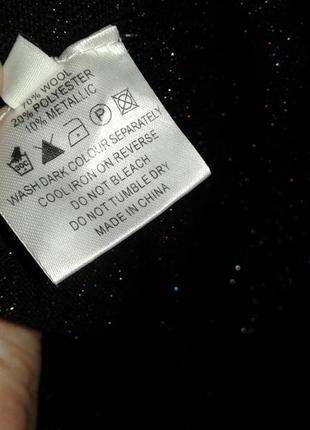 70% WOOL
20% POLYESTER
10% METALLIC
P
WASH DARK COLOUR SEPARATELY
COOL IRON ON REVERSE
DO NOT BLEACH
DO NOT TUMBLE DRY
MADE IN CHINA